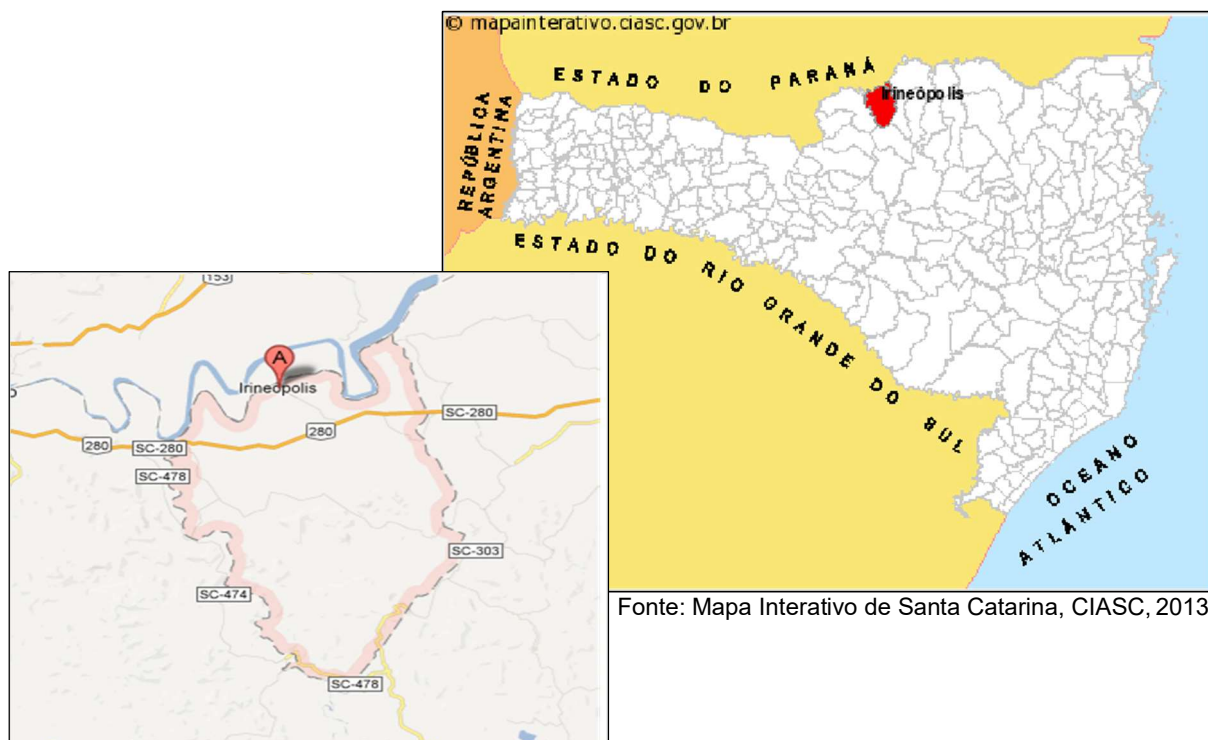 © mapainterativo.ciasc.gov.br
ESTADO DO PARANÁ
Irineópolis
REPÚBLICA
ARGENTINA
ESTADO DO RIO GRANDE DO SUL
OCEANO
ATLÂNTICO
Fonte: Mapa Interativo de Santa Catarina, CIASC, 2013
153
A
Irineópolis
SC-280
280
280
SC-280
SC-478
SC-303
SC-474
SC-478